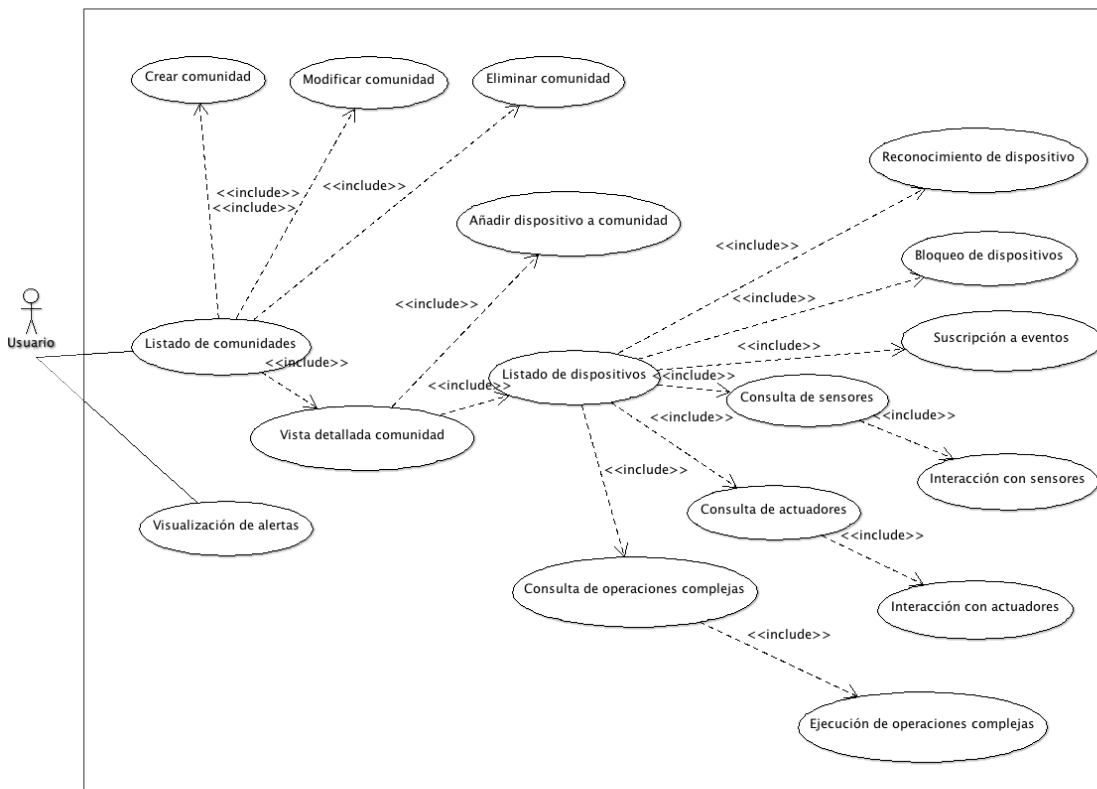 Crear comunidad
Modificar comunidad
Eliminar comunidad
Reconocimiento de dispositivo
<<include>>
<<include>>
<<include>>
Añadir dispositivo a comunidad
<<include>>
Bloqueo de dispositivos
<<include>>
<<include>>
Usuario
Listado de comunidades
Suscripción a eventos
<<include>>
<<include>>
Listado de dispositivos
<<include>>
<<include>>
Consulta de sensores
<<include>>
<<include>>
Vista detallada comunidad
<<include>>
Interacción con sensores
Consulta de actuadores
Visualización de alertas
<<include>>
Consulta de operaciones complejas
Interacción con actuadores
<<include>>
Ejecución de operaciones complejas